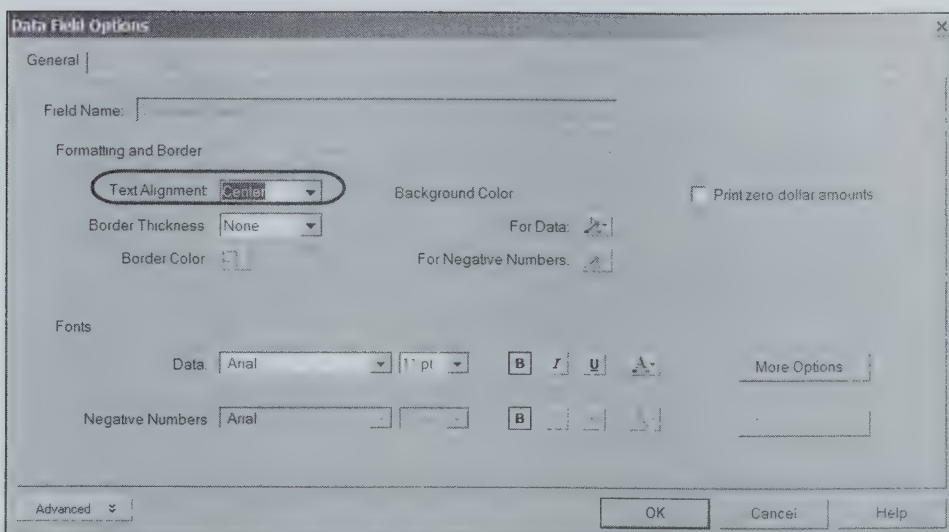 Data Field Options
General
Field Name:
Formatting and Border
Text Alignment Center Background Color Print zero dollar amounts
Border Thickness None For Data:
Border Color For Negative Numbers.
Fonts
Data. Arial 11 pt B I U A More Options
Negative Numbers Arial B
Advanced OK Cancel Help